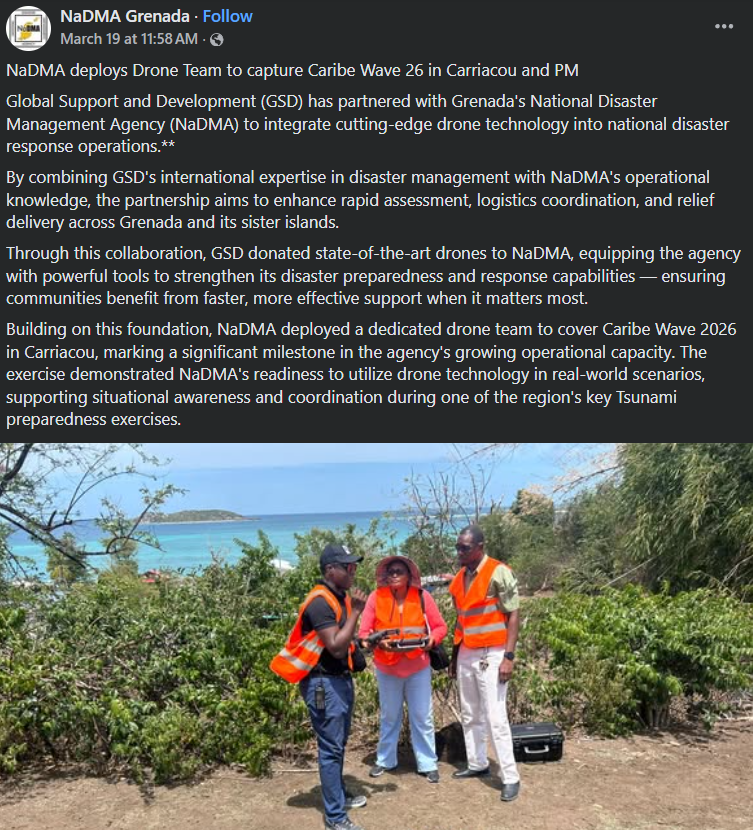 NaDMA Grenada · Follow
March 19 at 11:58 AM ·
NaDMA deploys Drone Team to capture Caribe Wave 26 in Carriacou and PM
Global Support and Development (GSD) has partnered with Grenada's National Disaster
Management Agency (NaDMA) to integrate cutting-edge drone technology into national disaster
response operations.**
By combining GSD's international expertise in disaster management with NaDMA's operational
knowledge, the partnership aims to enhance rapid assessment, logistics coordination, and relief
delivery across Grenada and its sister islands.
Through this collaboration, GSD donated state-of-the-art drones to NaDMA, equipping the agency
with powerful tools to strengthen its disaster preparedness and response capabilities — ensuring
communities benefit from faster, more effective support when it matters most.
Building on this foundation, NaDMA deployed a dedicated drone team to cover Caribe Wave 2026
in Carriacou, marking a significant milestone in the agency's growing operational capacity. The
exercise demonstrated NaDMA's readiness to utilize drone technology in real-world scenarios,
supporting situational awareness and coordination during one of the region's key Tsunami
preparedness exercises.